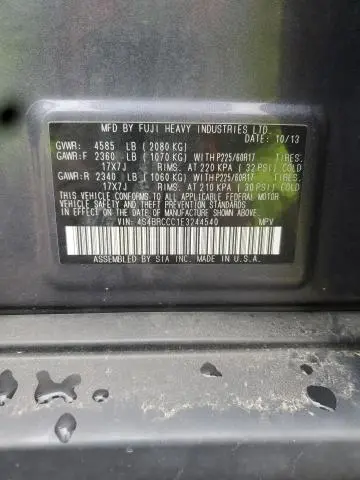 MFD BY FUJI HEAVY INDUSTRIES LTD.
DATE: 10/13
GVWR: 4585 LB (2080 KG)
GAWR:F 2360 LB (1070 KG) WITH P225/60R17 TIRES.
17X7J RIMS. AT 220 KPA (32 PSI) COLD
GAWR:R 2340 LB (1060 KG) WITH P225/60R17 TIRES.
17X7J RIMS. AT 210 KPA (30 PSI) COLD
THIS VEHICLE CONFORMS TO ALL APPLICABLE
U.S. FEDERAL MOTOR VEHICLE SAFETY
AND THEFT PREVENTION STANDARDS
IN EFFECT ON THE DATE OF
MANUFACTURE SHOWN ABOVE.
VIN: 4S4BRCCC1E3244540 MPV
ASSEMBLED BY SIA INC. MADE IN U.S.A.